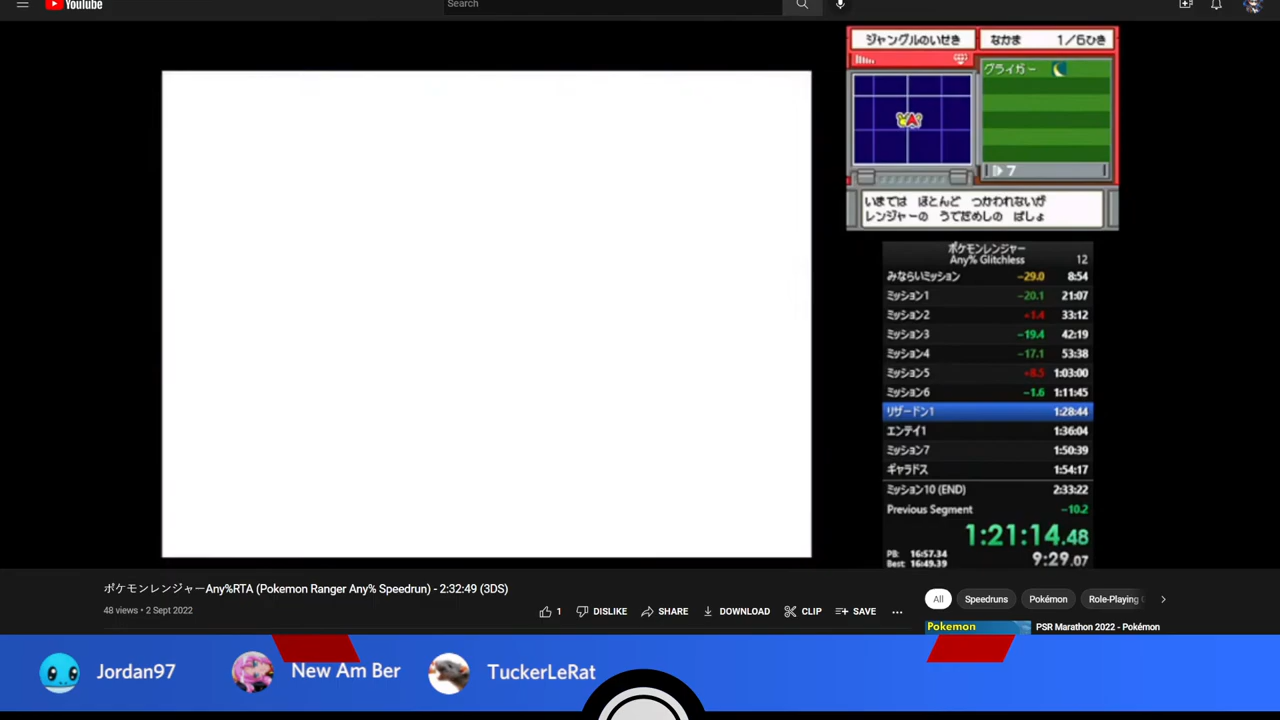 YouTube
Search
ジャングルのいせき
なかま 1/6ひき
グライガー
7
いまでは ほとんど つかわれないが
レンジャーの うでだめしの ばしょ
ポケモンレンジャー
Any% Glitchless 12
みならいミッション -29.0 8:54
ミッション1 -20.1 21:07
ミッション2 +1.4 33:12
ミッション3 -19.4 42:19
ミッション4 -17.1 53:38
ミッション5 +8.5 1:03:00
ミッション6 -1.6 1:11:45
リザードン1 1:28:44
エンテイ1 1:36:04
ミッション7 1:50:39
ギャラドス 1:54:17
ミッション10 (END) 2:33:22
Previous Segment -10.2
1:21:14.48
PB: 16:57.34
Best: 16:49.39
9:29.07
ポケモンレンジャーAny%RTA (Pokemon Ranger Any% Speedrun) - 2:32:49 (3DS)
48 views • 2 Sept 2022
1 DISLIKE SHARE DOWNLOAD CLIP SAVE ...
All Speedruns Pokémon Role-Playing
Pokemon
PSR Marathon 2022 - Pokémon
Jordan97 New Am Ber TuckerLeRat